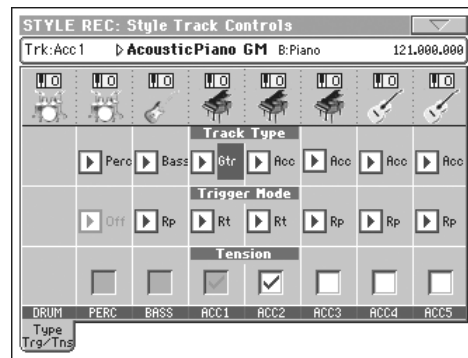 STYLE REC: Style Track Controls
Trk:Acc1 AcousticPiano GM B:Piano 121.000.000
Track Type
Perc Bass Gtr Acc Acc Acc Acc
Trigger Mode
Off Rp Rt Rt Rp Rp Rp
Tension
DRUM PERC BASS ACC1 ACC2 ACC3 ACC4 ACC5
Type
Trg/Tns